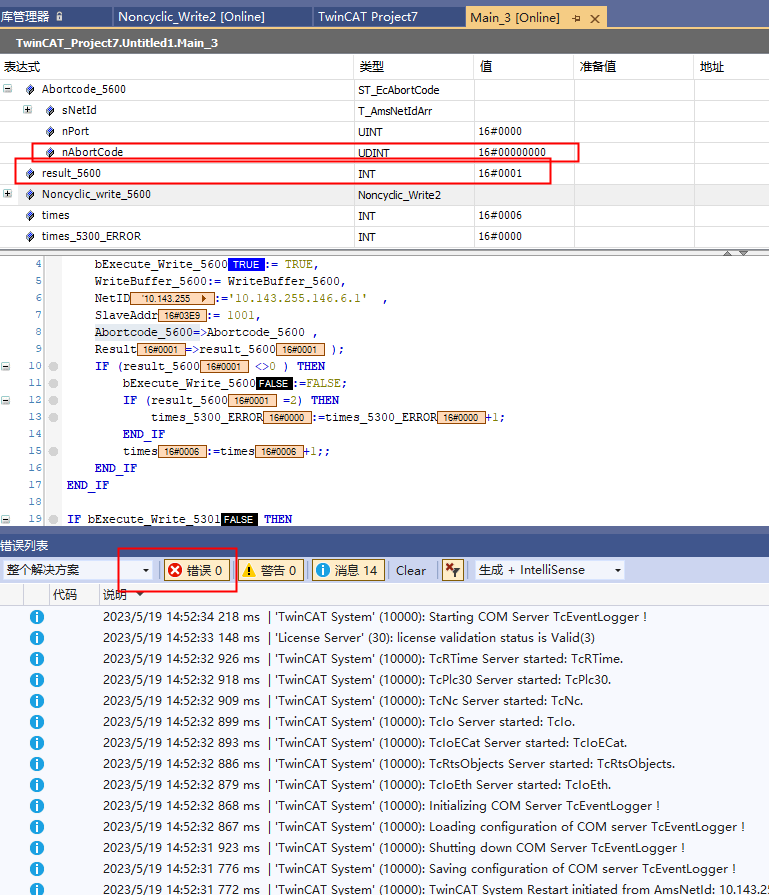 库管理器 Noncyclic_Write2 [Online] TwinCAT Project7 Main_3 [Online]
TwinCAT_Project7.Untitled1.Main_3
表达式 类型 值 准备值 地址
Abortcode_5600 ST_EcAbortCode
sNetId T_AmsNetIdArr
nPort UINT 16#0000
nAbortCode UDINT 16#00000000
result_5600 INT 16#0001
Noncyclic_write_5600 Noncyclic_Write2
times INT 16#0006
times_5300_ERROR INT 16#0000
4 bExecute_Write_5600 TRUE := TRUE,
5 WriteBuffer_5600:= WriteBuffer_5600,
6 NetID '10.143.255 :='10.143.255.146.6.1' ,
7 SlaveAddr 16#03E9 := 1001,
8 Abortcode_5600=>Abortcode_5600 ,
9 Result 16#0001 =>result_5600 16#0001 );
10 IF (result_5600 16#0001 <>0 ) THEN
11 bExecute_Write_5600 FALSE :=FALSE;
12 IF (result_5600 16#0001 =2) THEN
13 times_5300_ERROR 16#0000 :=times_5300_ERROR 16#0000 +1;
14 END_IF
15 times 16#0006 :=times 16#0006 +1;;
16 END_IF
17 END_IF
18
19 IF bExecute_Write_5301 FALSE THEN
错误列表
整个解决方案 错误 0 警告 0 消息 14 Clear 生成 + IntelliSense
代码 说明
2023/5/19 14:52:34 218 ms | 'TwinCAT System' (10000): Starting COM Server TcEventLogger !
2023/5/19 14:52:33 148 ms | 'License Server' (30): license validation status is Valid(3)
2023/5/19 14:52:32 926 ms | 'TwinCAT System' (10000): TcRTime Server started: TcRTime.
2023/5/19 14:52:32 918 ms | 'TwinCAT System' (10000): TcPlc30 Server started: TcPlc30.
2023/5/19 14:52:32 909 ms | 'TwinCAT System' (10000): TcNc Server started: TcNc.
2023/5/19 14:52:32 899 ms | 'TwinCAT System' (10000): TcIo Server started: TcIo.
2023/5/19 14:52:32 893 ms | 'TwinCAT System' (10000): TcIoECat Server started: TcIoECat.
2023/5/19 14:52:32 886 ms | 'TwinCAT System' (10000): TcRtsObjects Server started: TcRtsObjects.
2023/5/19 14:52:32 879 ms | 'TwinCAT System' (10000): TcIoEth Server started: TcIoEth.
2023/5/19 14:52:32 868 ms | 'TwinCAT System' (10000): Initializing COM Server TcEventLogger !
2023/5/19 14:52:32 867 ms | 'TwinCAT System' (10000): Loading configuration of COM server TcEventLogger !
2023/5/19 14:52:31 923 ms | 'TwinCAT System' (10000): Shutting down COM Server TcEventLogger !
2023/5/19 14:52:31 776 ms | 'TwinCAT System' (10000): Saving configuration of COM server TcEventLogger !
2023/5/19 14:52:31 772 ms | 'TwinCAT System' (10000): TwinCAT System Restart initiated from AmsNetId: 10.143.25